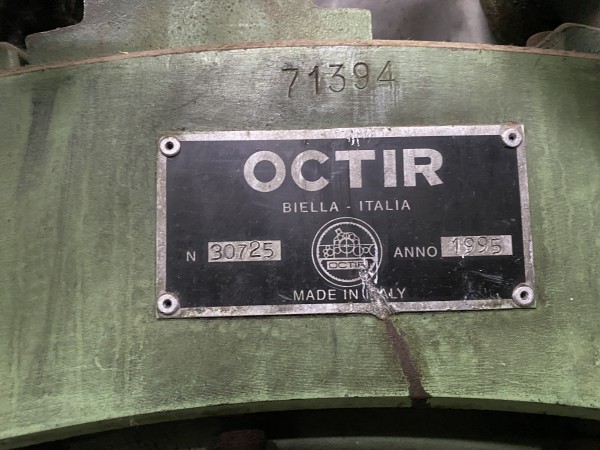 71394
OCTIR
BIELLA - ITALIA
N 30725 OCTIR ANNO 1995
MADE IN ITALY